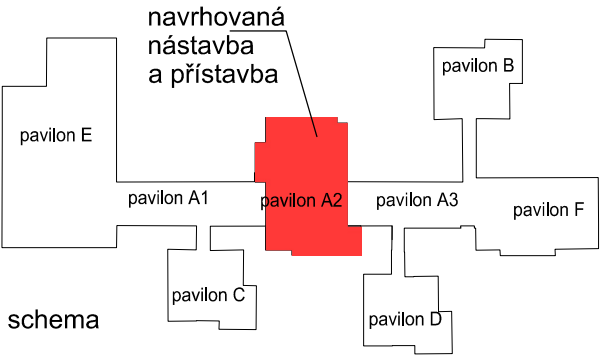 navrhovaná
nástavba
a přístavba
pavilon B
pavilon E
pavilon A1
pavilon A2
pavilon A3
pavilon F
pavilon C
pavilon D
schema